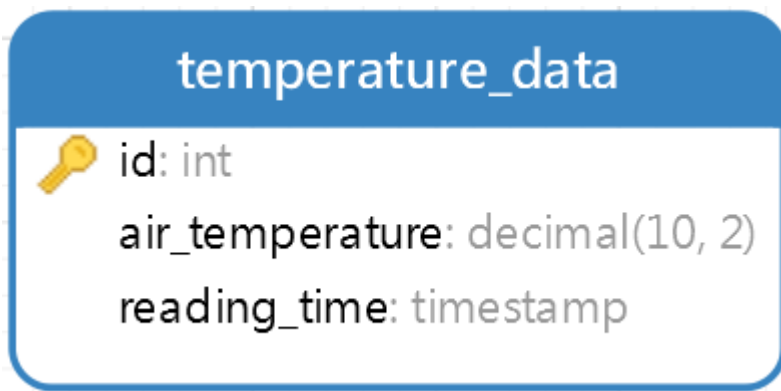 temperature_data
id: int
air_temperature: decimal(10, 2)
reading_time: timestamp